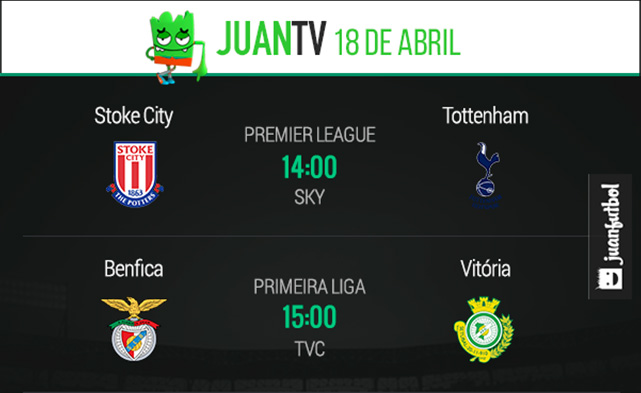 JUANTV 18 DE ABRIL
Stoke City
PREMIER LEAGUE
Tottenham
14:00
SKY
STOKE
CITY
1863
THE POTTERS
juanfutbol
Benfica
PRIMEIRA LIGA
Vitória
15:00
TVC